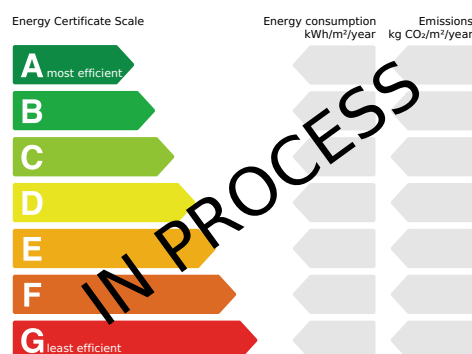 Energy Certificate Scale
Energy consumption
kWh/m²/year
Emissions
kg CO₂/m²/year
A most efficient
B
C
D
E
F
G least efficient
IN PROCESS